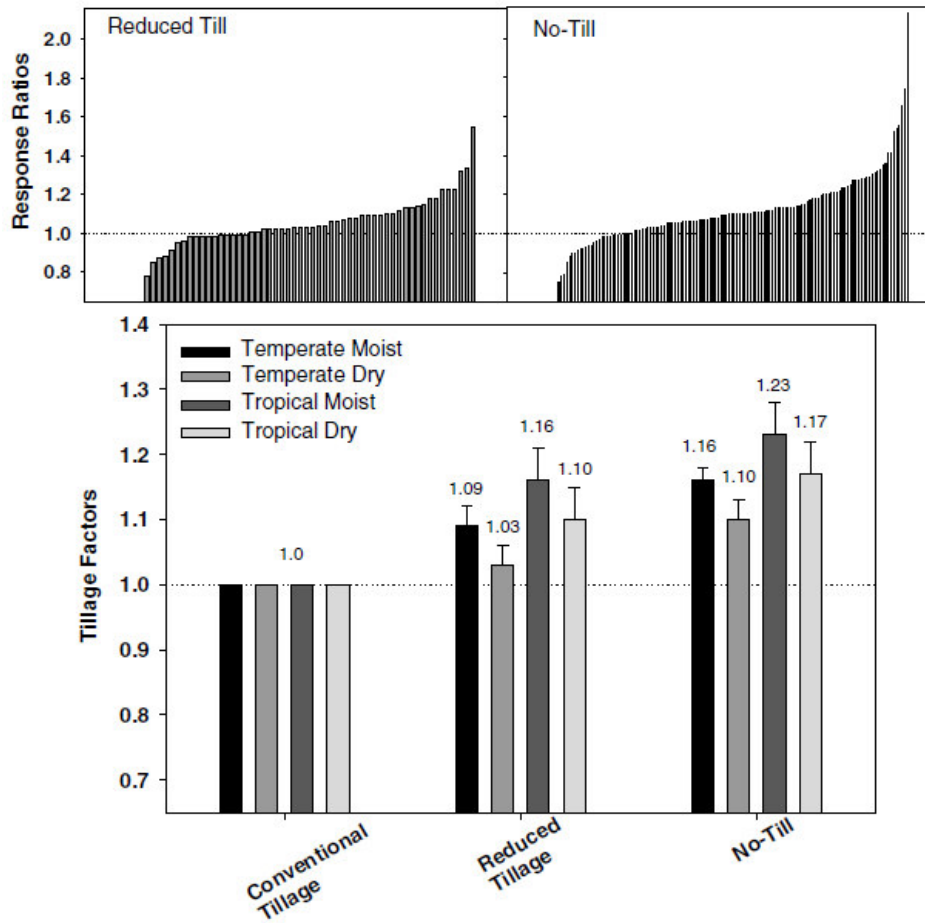 Reduced Till
No-Till
Response Ratios
2.0
1.8
1.6
1.4
1.2
1.0
0.8
Tillage Factors
1.4
1.3
1.2
1.1
1.0
0.9
0.8
0.7
Temperate Moist
Temperate Dry
Tropical Moist
Tropical Dry
1.0
1.09
1.03
1.16
1.10
1.16
1.10
1.23
1.17
Conventional
Tillage
Reduced
Tillage
No-Till